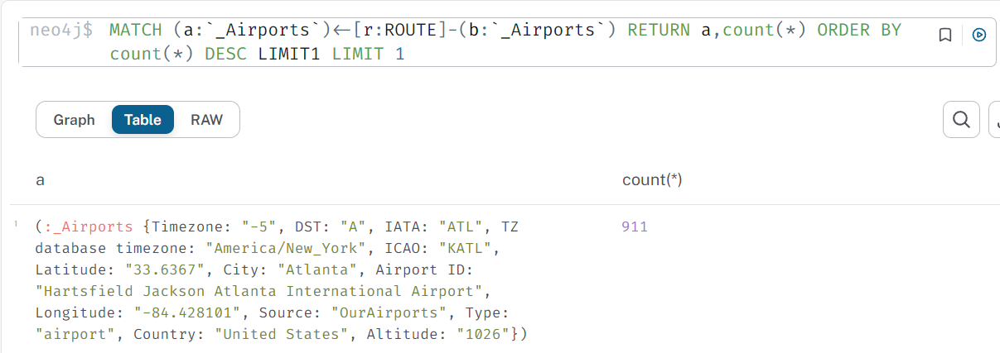 neo4j$ MATCH (a:`_Airports`)<-[r:ROUTE]-(b:`_Airports`) RETURN a,count(*) ORDER BY
count(*) DESC LIMIT1 LIMIT 1
Graph Table RAW
a count(*)
1 (:_Airports {Timezone: "-5", DST: "A", IATA: "ATL", TZ 911
database timezone: "America/New_York", ICAO: "KATL",
Latitude: "33.6367", City: "Atlanta", Airport ID:
"Hartsfield Jackson Atlanta International Airport",
Longitude: "-84.428101", Source: "OurAirports", Type:
"airport", Country: "United States", Altitude: "1026"})